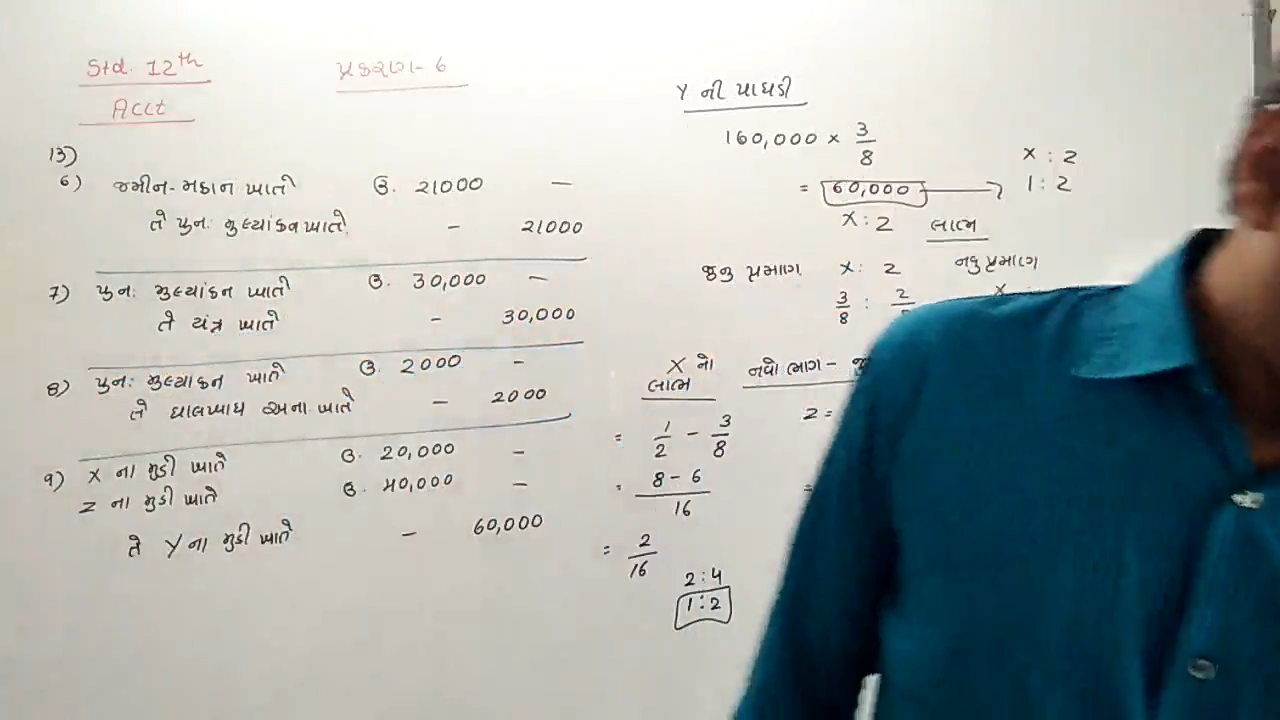 Std. 12th
Acct
પ્રકરણ - 6
13)
6) જમીન - મકાન ખાતે ઉ. 21000 —
તે પુનઃ મુલ્યાંકન ખાતે. — 21000
7) પુનઃ મુલ્યાંકન ખાતે ઉ. 30,000 —
તે યંત્ર ખાતે — 30,000
8) પુનઃ મુલ્યાંકન ખાતે ઉ. 2000 —
તે ઘાલખાધ અના. ખાતે — 2000
9) X ના મુડી ખાતે ઉ. 20,000 —
Z ના મુડી ખાતે ઉ. 40,000 —
તે Y ના મુડી ખાતે — 60,000
Y ની પાઘડી
160,000 × 3/8
= 60,000
X : Z
1 : 2
X : Z લાભ
જુનુ પ્રમાણ X : Z નવુ પ્રમાણ
3/8 : 2/
X
X નો લાભ
નવો ભાગ -
= 1/2 - 3/8
= 8 - 6 / 16
= 2/16
2 : 4
1 : 2
Z =
=